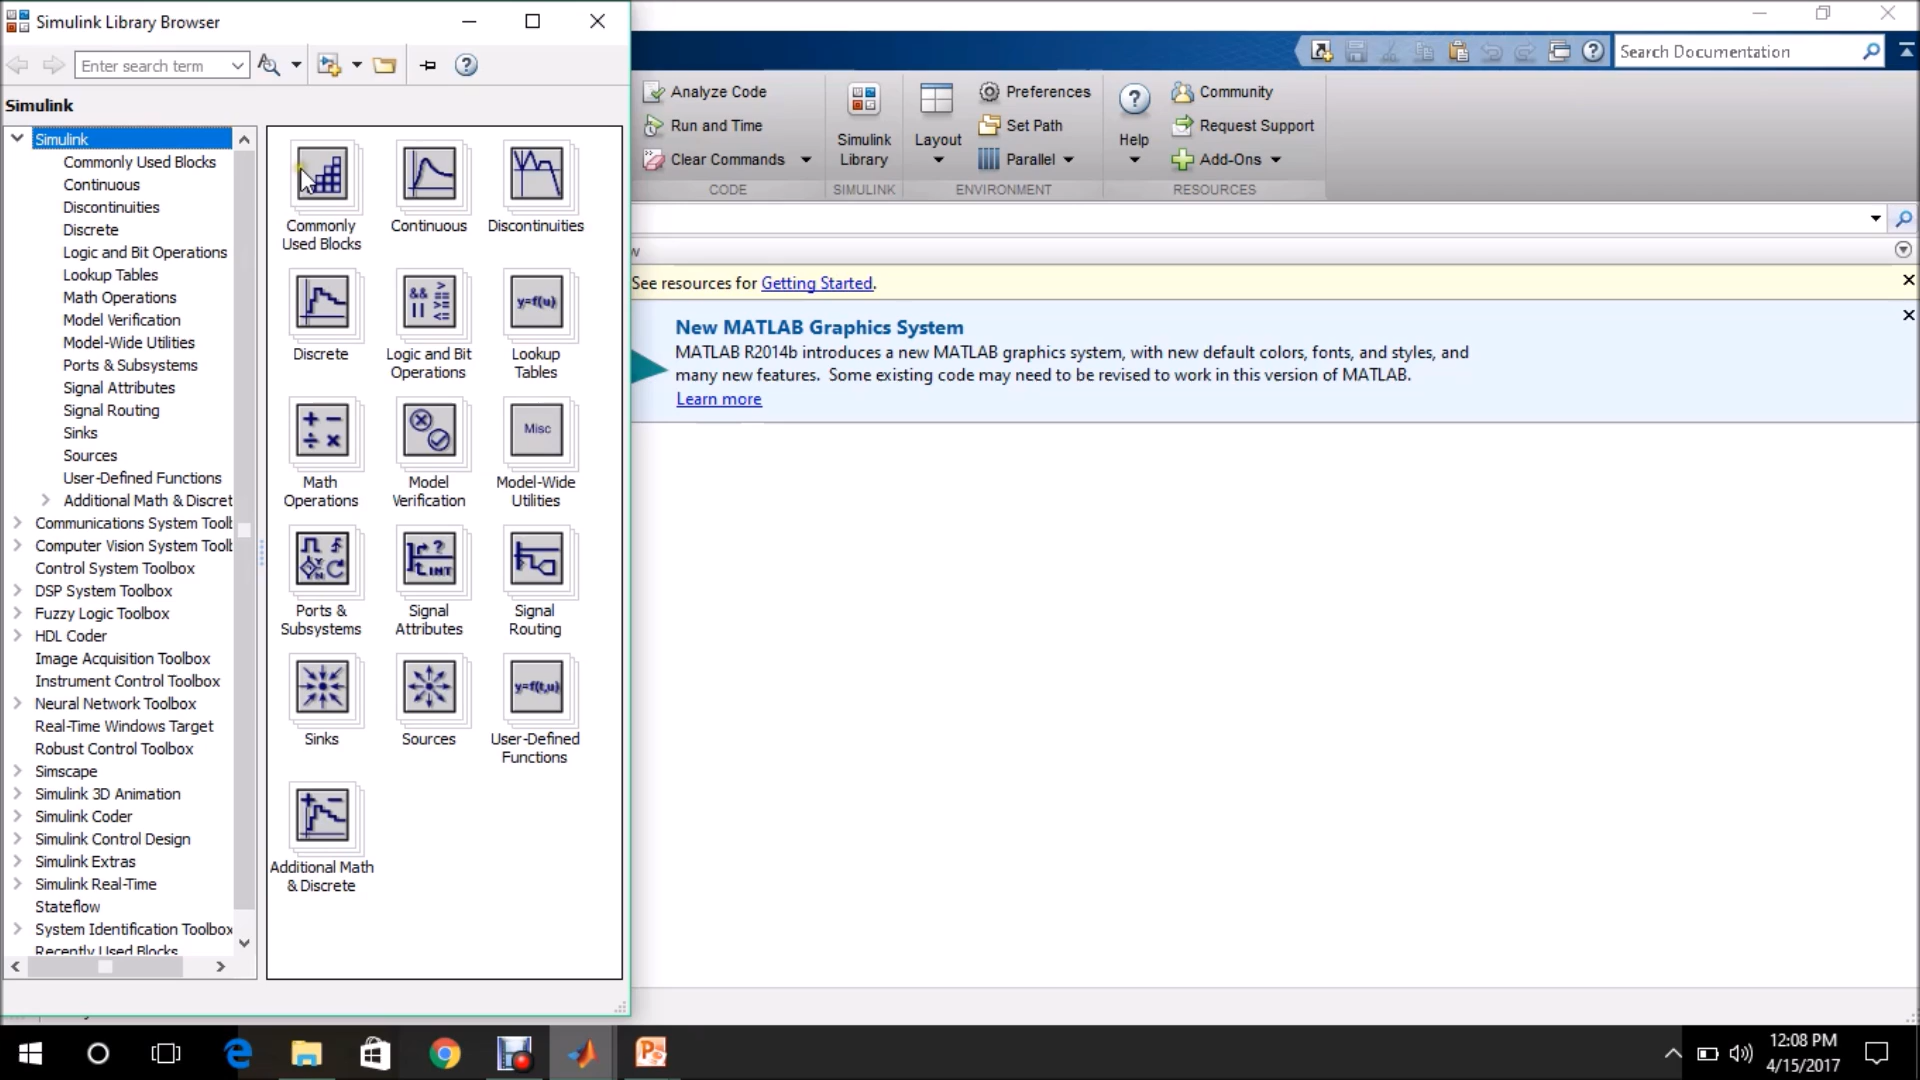 Simulink Library Browser
Enter search term
Simulink
Simulink
Commonly Used Blocks
Continuous
Discontinuities
Discrete
Logic and Bit Operations
Lookup Tables
Math Operations
Model Verification
Model-Wide Utilities
Ports & Subsystems
Signal Attributes
Signal Routing
Sinks
Sources
User-Defined Functions
Additional Math & Discret
Communications System Toolb
Computer Vision System Toolb
Control System Toolbox
DSP System Toolbox
Fuzzy Logic Toolbox
HDL Coder
Image Acquisition Toolbox
Instrument Control Toolbox
Neural Network Toolbox
Real-Time Windows Target
Robust Control Toolbox
Simscape
Simulink 3D Animation
Simulink Coder
Simulink Control Design
Simulink Extras
Simulink Real-Time
Stateflow
System Identification Toolbox
Recently Used Blocks
Commonly
Used Blocks
Continuous
Discontinuities
Discrete
&& >
|| ==
>=
<=
Logic and Bit
Operations
y=f(u)
Lookup
Tables
+ −
÷ ×
Math
Operations
Model
Verification
Misc
Model-Wide
Utilities
Ports &
Subsystems
?
INT
Signal
Attributes
Signal
Routing
Sinks
Sources
y=f(t,u)
User-Defined
Functions
Additional Math
& Discrete
Search Documentation
Analyze Code
Run and Time
Clear Commands
CODE
Simulink
Library
SIMULINK
Layout
Preferences
Set Path
Parallel
ENVIRONMENT
Help
Community
Request Support
Add-Ons
RESOURCES
w
See resources for Getting Started.
New MATLAB Graphics System
MATLAB R2014b introduces a new MATLAB graphics system, with new default colors, fonts, and styles, and
many new features. Some existing code may need to be revised to work in this version of MATLAB.
Learn more
12:08 PM
4/15/2017